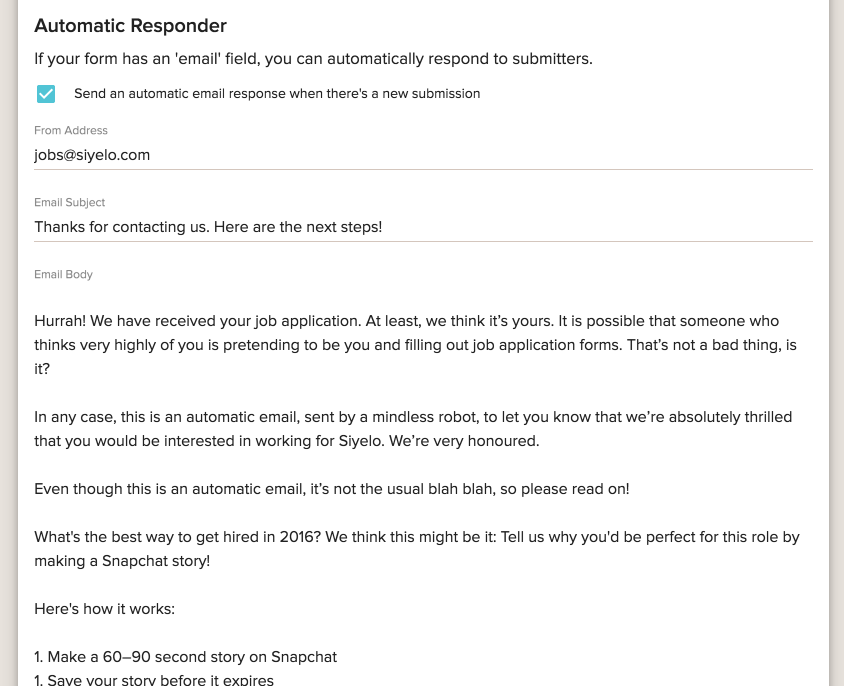 Automatic Responder
If your form has an 'email' field, you can automatically respond to submitters.
Send an automatic email response when there's a new submission
From Address
jobs@siyelo.com
Email Subject
Thanks for contacting us. Here are the next steps!
Email Body
Hurrah! We have received your job application. At least, we think it’s yours. It is possible that someone who
thinks very highly of you is pretending to be you and filling out job application forms. That’s not a bad thing, is
it?
In any case, this is an automatic email, sent by a mindless robot, to let you know that we’re absolutely thrilled
that you would be interested in working for Siyelo. We’re very honoured.
Even though this is an automatic email, it’s not the usual blah blah, so please read on!
What's the best way to get hired in 2016? We think this might be it: Tell us why you'd be perfect for this role by
making a Snapchat story!
Here's how it works:
1. Make a 60–90 second story on Snapchat
1. Save your story before it expires